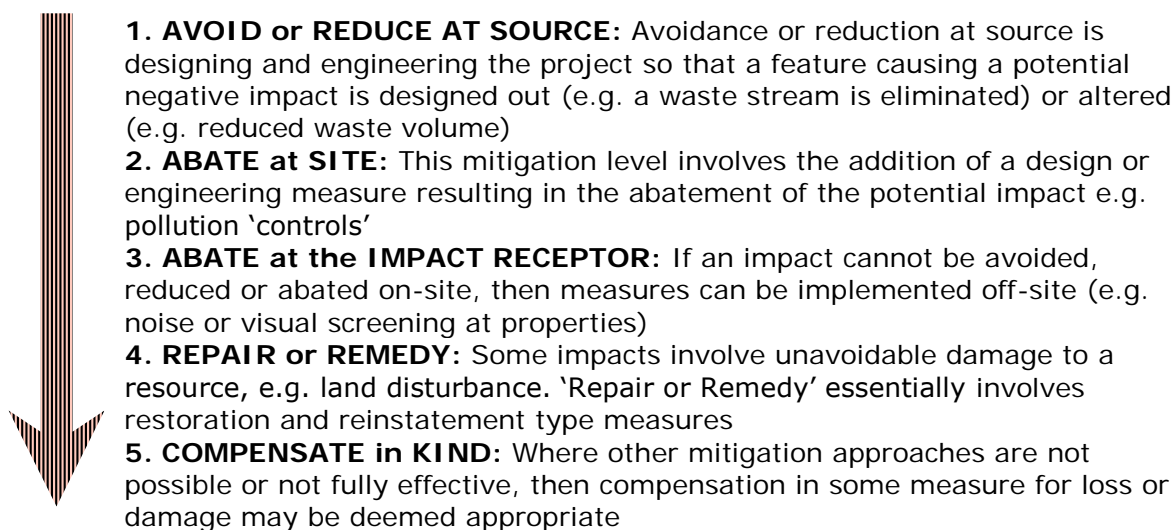 1. AVOID or REDUCE AT SOURCE: Avoidance or reduction at source is
designing and engineering the project so that a feature causing a potential
negative impact is designed out (e.g. a waste stream is eliminated) or altered
(e.g. reduced waste volume)
2. ABATE at SITE: This mitigation level involves the addition of a design or
engineering measure resulting in the abatement of the potential impact e.g.
pollution ‘controls’
3. ABATE at the IMPACT RECEPTOR: If an impact cannot be avoided,
reduced or abated on-site, then measures can be implemented off-site (e.g.
noise or visual screening at properties)
4. REPAIR or REMEDY: Some impacts involve unavoidable damage to a
resource, e.g. land disturbance. ‘Repair or Remedy’ essentially involves
restoration and reinstatement type measures
5. COMPENSATE in KIND: Where other mitigation approaches are not
possible or not fully effective, then compensation in some measure for loss or
damage may be deemed appropriate